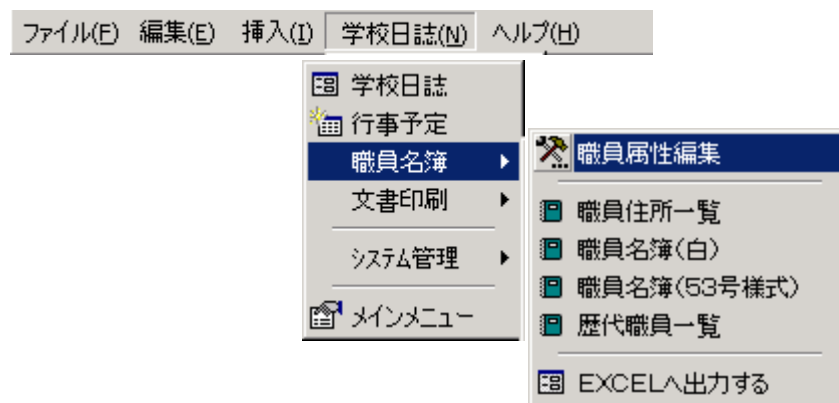 ファイル(F) 編集(E) 挿入(I) 学校日誌(N) ヘルプ(H)
学校日誌
行事予定
職員名簿
文書印刷
システム管理
メインメニュー
職員属性編集
職員住所一覧
職員名簿(白)
職員名簿(53号様式)
歴代職員一覧
EXCELへ出力する